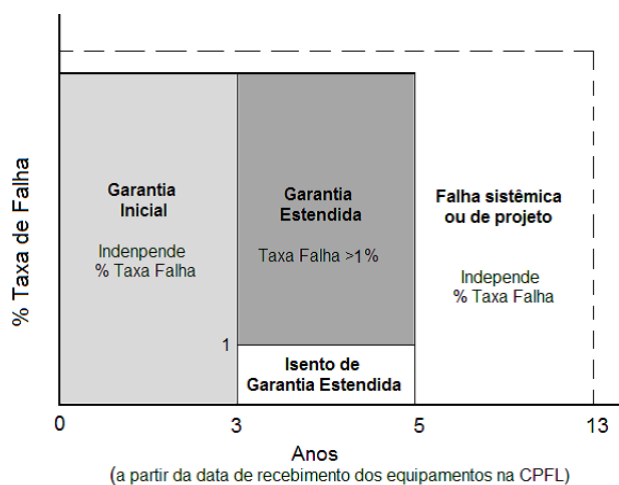 % Taxa de Falha
Garantia
Inicial
Indenpende
% Taxa Falha
Garantia
Estendida
Taxa Falha >1%
Falha sistêmica
ou de projeto
Independe
% Taxa Falha
1
Isento de
Garantia Estendida
0 3 5 13
Anos
(a partir da data de recebimento dos equipamentos na CPFL)